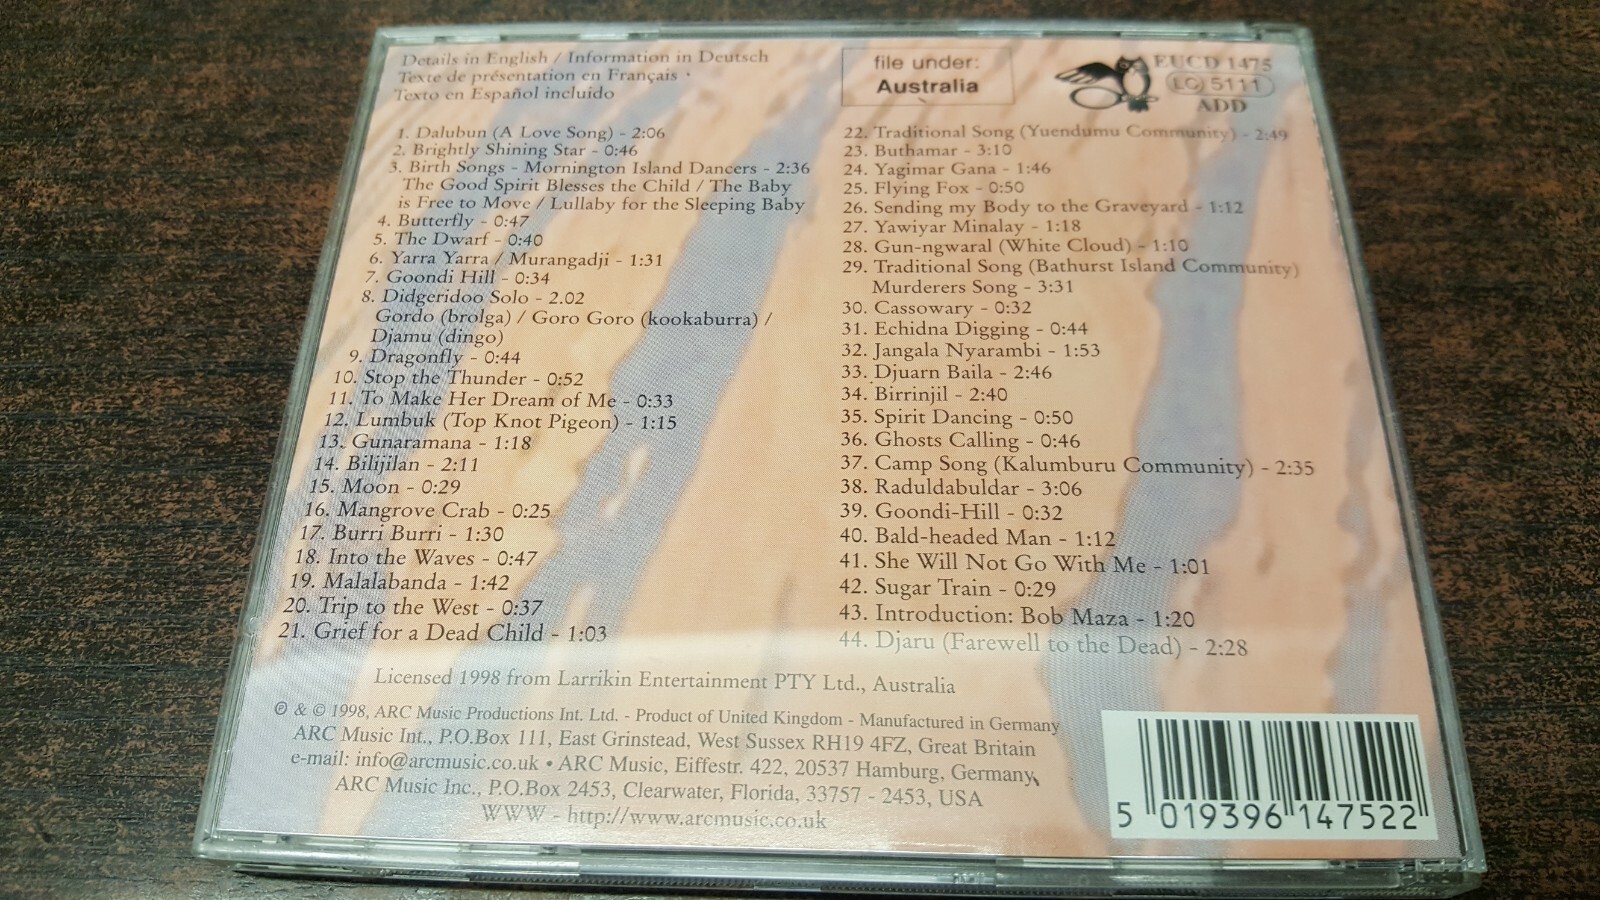 Details in English / Information in Deutsch
Texte de présentation en Français
Texto en Español incluido
file under:
Australia
EUCD 1475
LC 5111
ADD
1. Dalubun (A Love Song) - 2:06
2. Brightly Shining Star - 0:46
3. Birth Songs - Mornington Island Dancers - 2:36
The Good Spirit Blesses the Child / The Baby
is Free to Move / Lullaby for the Sleeping Baby
4. Butterfly - 0:47
5. The Dwarf - 0:40
6. Yarra Yarra / Murangadji - 1:31
7. Goondi Hill - 0:34
8. Didgeridoo Solo - 2.02
Gordo (brolga) / Goro Goro (kookaburra) /
Djamu (dingo)
9. Dragonfly - 0:44
10. Stop the Thunder - 0:52
11. To Make Her Dream of Me - 0:33
12. Lumbuk (Top Knot Pigeon) - 1:15
13. Gunaramana - 1:18
14. Bilijilan - 2:11
15. Moon - 0:29
16. Mangrove Crab - 0:25
17. Burri Burri - 1:30
18. Into the Waves - 0:47
19. Malalabanda - 1:42
20. Trip to the West - 0:37
21. Grief for a Dead Child - 1:03
22. Traditional Song (Yuendumu Community) - 2:49
23. Buthamar - 3:10
24. Yagimar Gana - 1:46
25. Flying Fox - 0:50
26. Sending my Body to the Graveyard - 1:12
27. Yawiyar Minalay - 1:18
28. Gun-ngwaral (White Cloud) - 1:10
29. Traditional Song (Bathurst Island Community)
Murderers Song - 3:31
30. Cassowary - 0:32
31. Echidna Digging - 0:44
32. Jangala Nyarambi - 1:53
33. Djuarn Baila - 2:46
34. Birrinjil - 2:40
35. Spirit Dancing - 0:50
36. Ghosts Calling - 0:46
37. Camp Song (Kalumburu Community) - 2:35
38. Raduldabuldar - 3:06
39. Goondi-Hill - 0:32
40. Bald-headed Man - 1:12
41. She Will Not Go With Me - 1:01
42. Sugar Train - 0:29
43. Introduction: Bob Maza - 1:20
44. Djaru (Farewell to the Dead) - 2:28
Licensed 1998 from Larrikin Entertainment PTY Ltd., Australia
℗ & © 1998, ARC Music Productions Int. Ltd. - Product of United Kingdom - Manufactured in Germany
ARC Music Int., P.O.Box 111, East Grinstead, West Sussex RH19 4FZ, Great Britain
e-mail: info@arcmusic.co.uk • ARC Music, Eiffestr. 422, 20537 Hamburg, Germany,
ARC Music Inc., P.O.Box 2453, Clearwater, Florida, 33757 - 2453, USA
WWW - http://www.arcmusic.co.uk
5 019396 147522